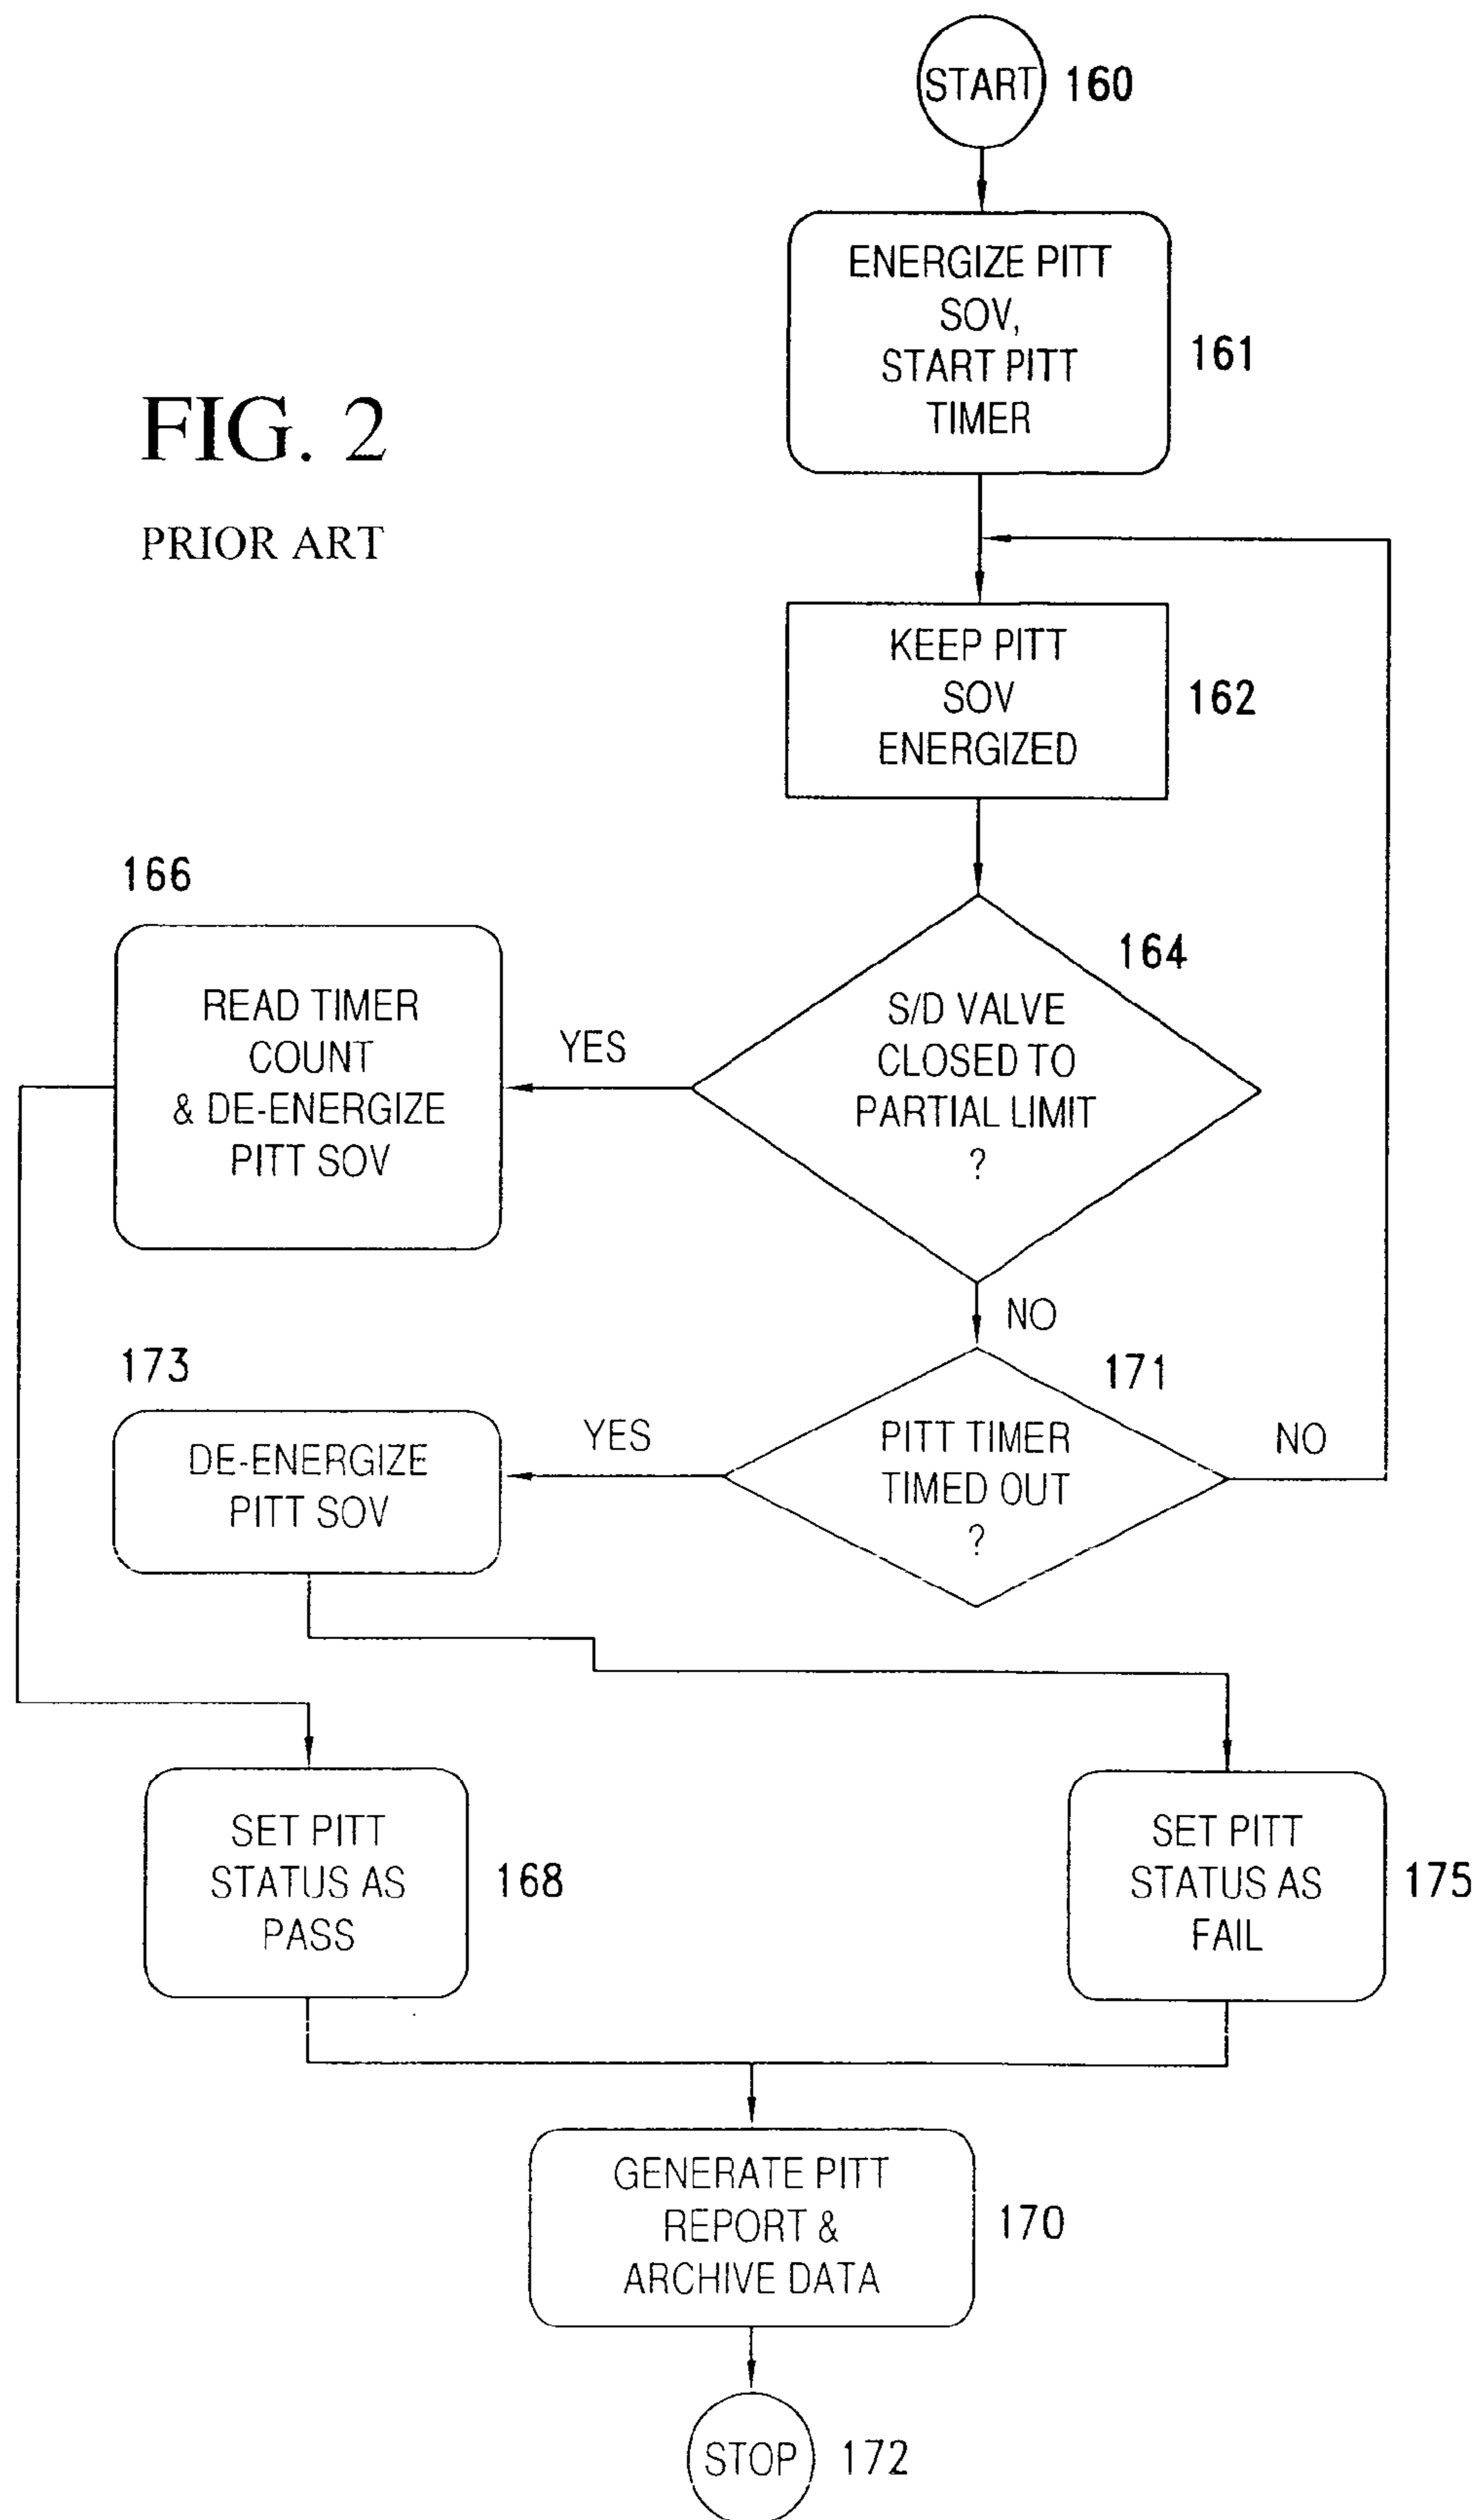 START 160
ENERGIZE PITT
SOV,
START PITT
TIMER
161
FIG. 2
PRIOR ART
KEEP PITT
SOV
ENERGIZED
162
166
READ TIMER
COUNT
& DE-ENERGIZE
PITT SOV
YES
164
S/D VALVE
CLOSED TO
PARTIAL LIMIT
?
NO
173
DE-ENERGIZE
PITT SOV
YES
171
PITT TIMER
TIMED OUT
?
NO
SET PITT
STATUS AS
PASS
168
SET PITT
STATUS AS
FAIL
175
GENERATE PITT
REPORT &
ARCHIVE DATA
170
STOP 172